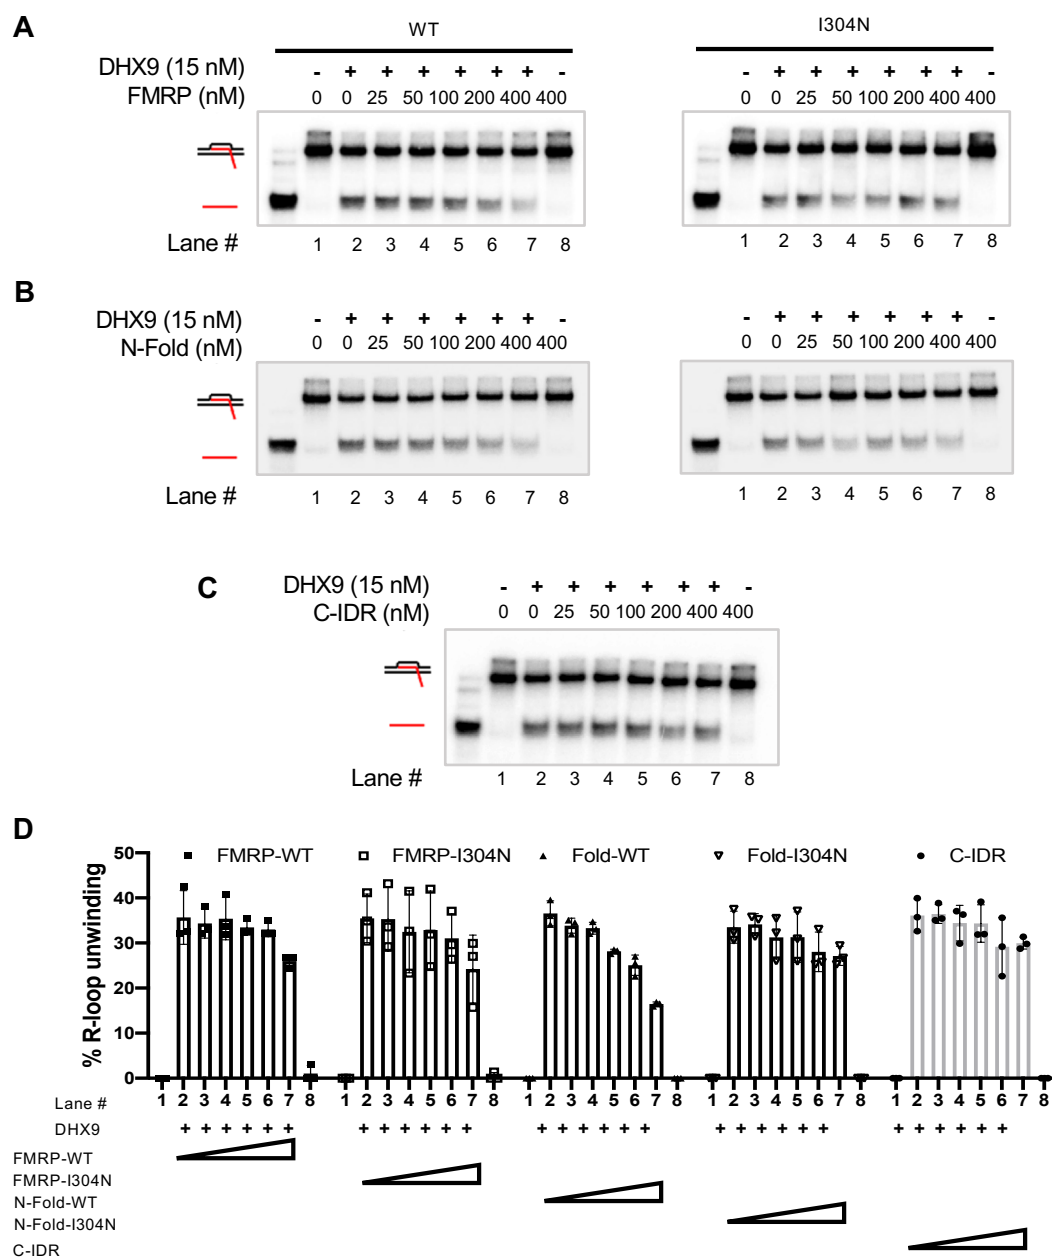 A
WT
I304N
DHX9 (15 nM) - + + + + + + - - + + + + + + -
FMRP (nM) 0 0 25 50 100 200 400 400 0 0 25 50 100 200 400 400
Lane # 1 2 3 4 5 6 7 8 1 2 3 4 5 6 7 8
B
DHX9 (15 nM) - + + + + + + - - + + + + + + -
N-Fold (nM) 0 0 25 50 100 200 400 400 0 0 25 50 100 200 400 400
Lane # 1 2 3 4 5 6 7 8 1 2 3 4 5 6 7 8
C
DHX9 (15 nM) - + + + + + + -
C-IDR (nM) 0 0 25 50 100 200 400 400
Lane # 1 2 3 4 5 6 7 8
D
FMRP-WT FMRP-I304N Fold-WT Fold-I304N C-IDR
% R-loop unwinding
50
40
30
20
10
0
Lane # 1 2 3 4 5 6 7 8 1 2 3 4 5 6 7 8 1 2 3 4 5 6 7 8 1 2 3 4 5 6 7 8 1 2 3 4 5 6 7 8
DHX9 + + + + + + + + + + + + + + + + + + + + + + + + + + + + + +
FMRP-WT
FMRP-I304N
N-Fold-WT
N-Fold-I304N
C-IDR